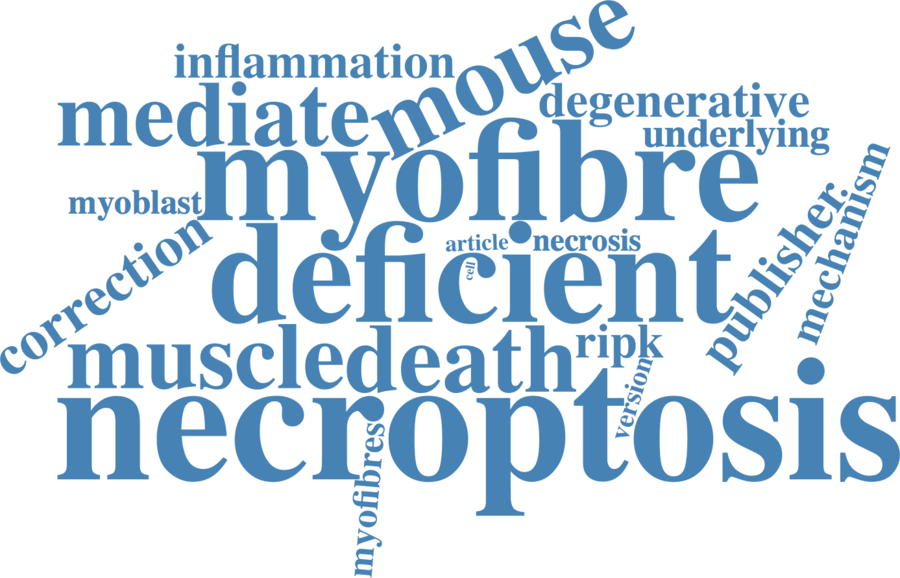 inflammation
mouse
mediate
degenerative
underlying
myofibre
myoblast
mechanism
publisher
correction
deficient
article
necrosis
cell
muscle
death
ripk
version
necroptosis
myofibres